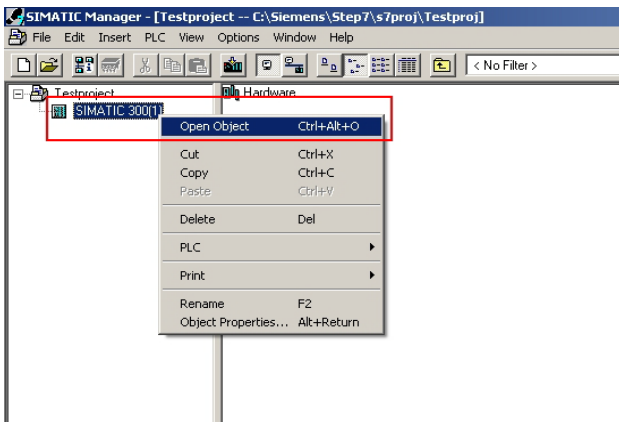 SIMATIC Manager - [Testproject -- C:\Siemens\Step7\s7proj\Testproj]
File Edit Insert PLC View Options Window Help
< No Filter >
Testproject
Hardware
SIMATIC 300(1)
Open Object Ctrl+Alt+O
Cut Ctrl+X
Copy Ctrl+C
Paste Ctrl+V
Delete Del
PLC
Print
Rename F2
Object Properties... Alt+Return